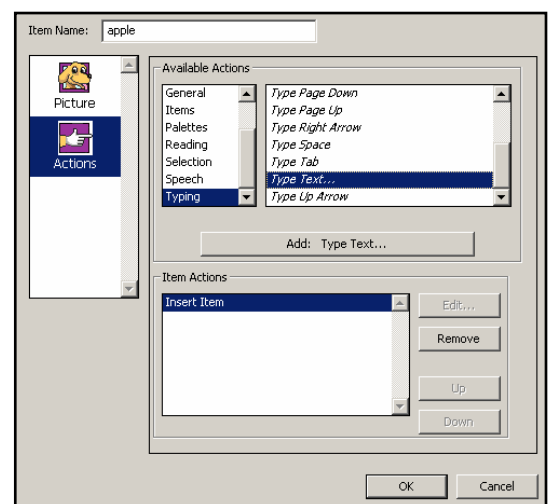 Item Name: apple
Picture
Actions
Available Actions
General
Items
Palettes
Reading
Selection
Speech
Typing
Type Page Down
Type Page Up
Type Right Arrow
Type Space
Type Tab
Type Text...
Type Up Arrow
Add: Type Text...
Item Actions
Insert Item
Edit...
Remove
Up
Down
OK
Cancel